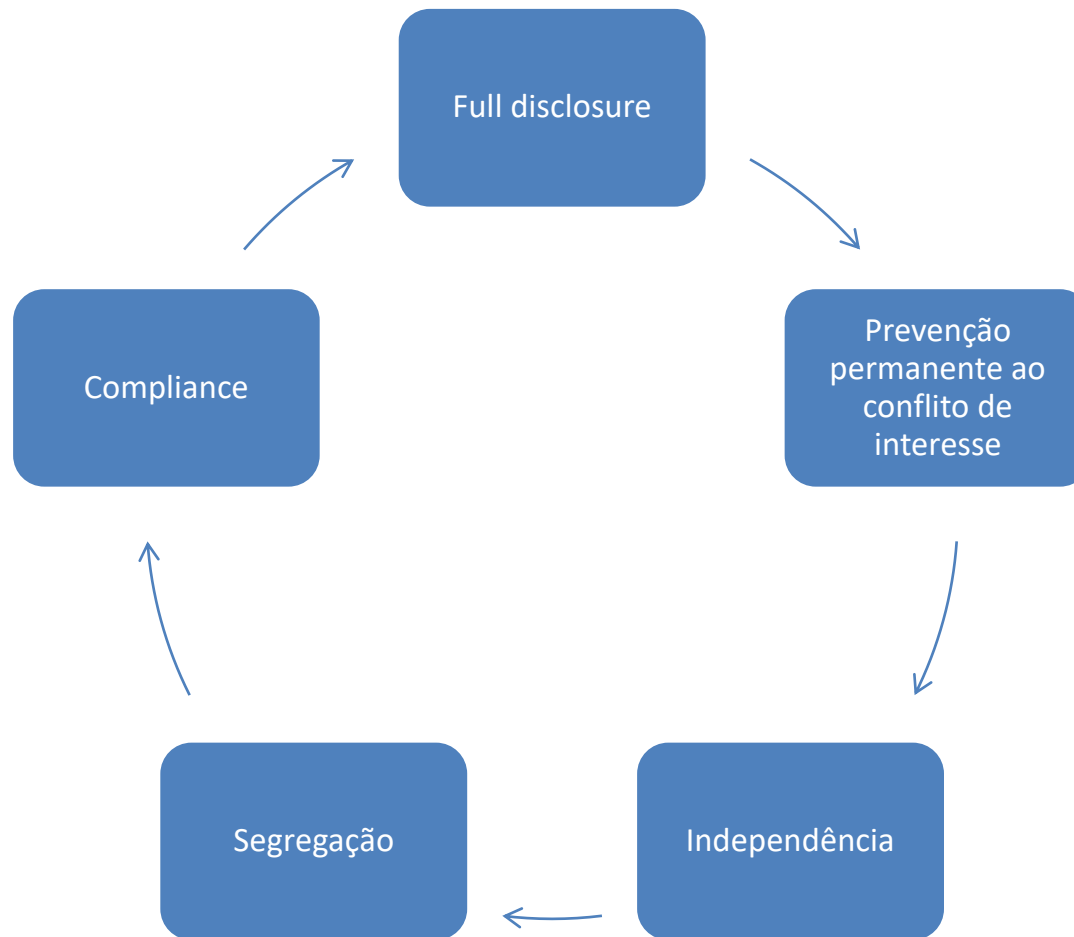 Full disclosure
Prevenção
permanente ao
conflito de
interesse
Independência
Segregação
Compliance